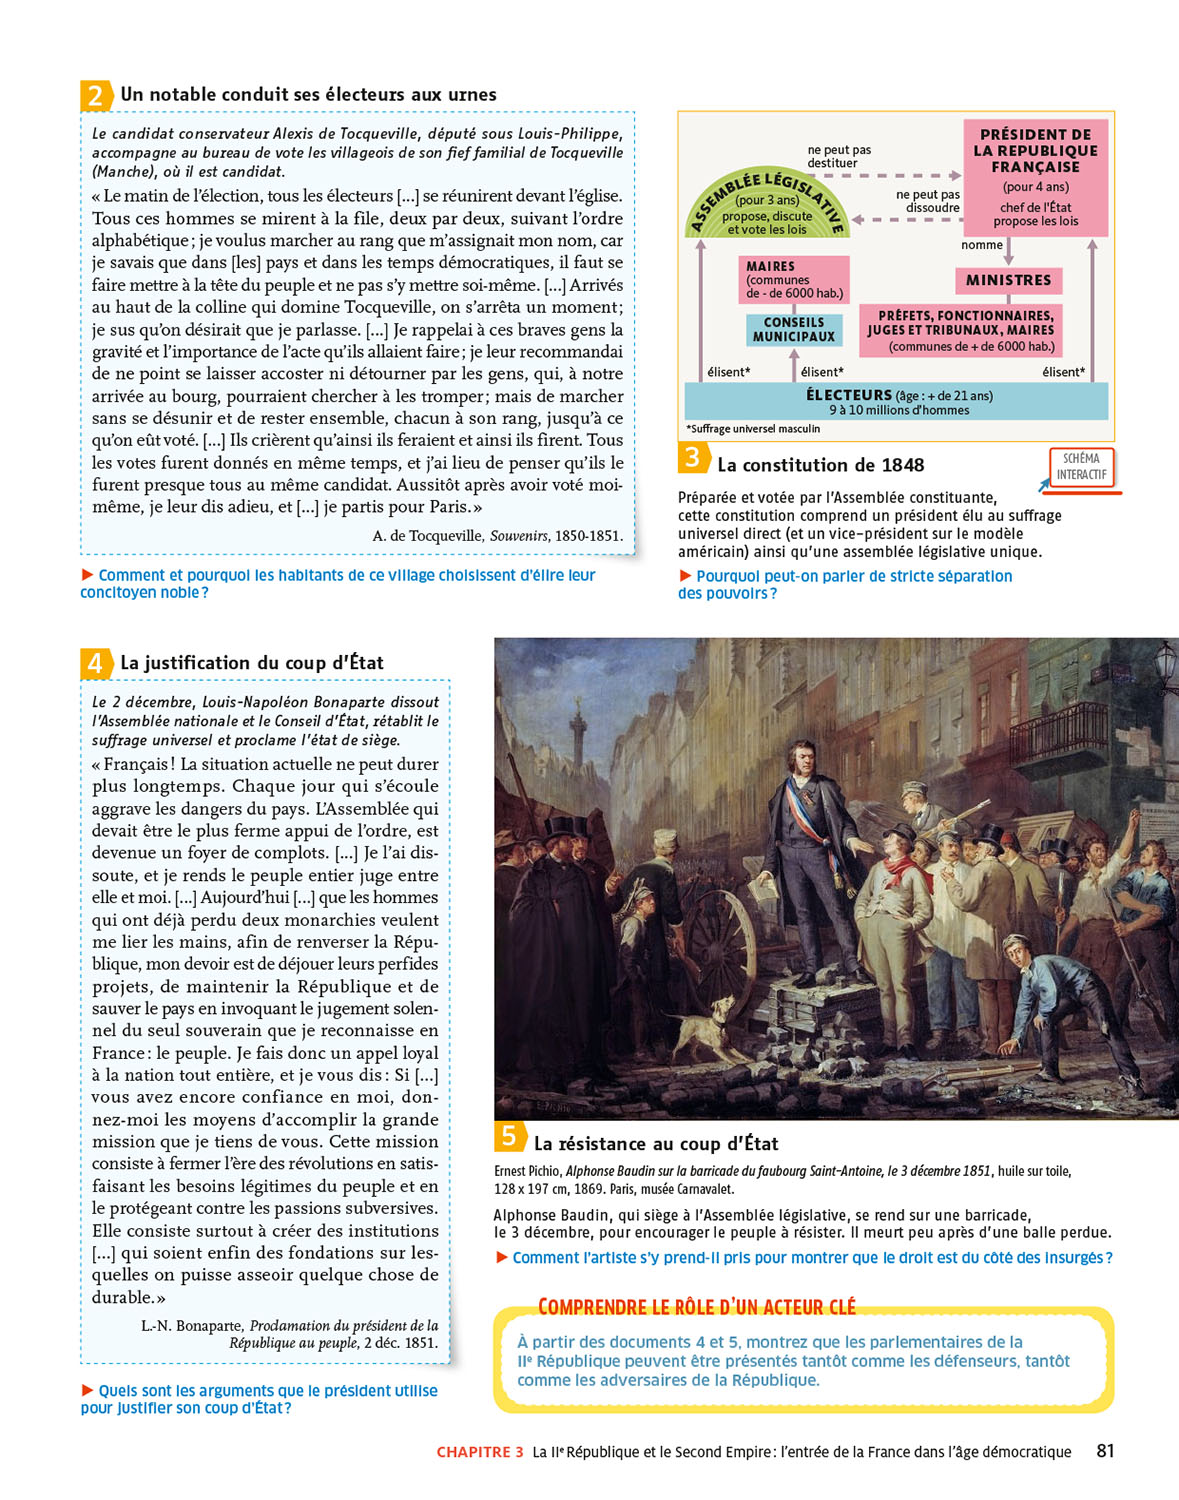 2 Un notable conduit ses électeurs aux urnes
Le candidat conservateur Alexis de Tocqueville, député sous Louis-Philippe,
accompagne au bureau de vote les villageois de son fief familial de Tocqueville
(Manche), où il est candidat.
« Le matin de l'élection, tous les électeurs [...] se réunirent devant l'église.
Tous ces hommes se mirent à la file, deux par deux, suivant l'ordre
alphabétique ; je voulus marcher au rang que m'assignait mon nom, car
je savais que dans [les] pays et dans les temps démocratiques, il faut se
faire mettre à la tête du peuple et ne pas s'y mettre soi-même. [...] Arrivés
au haut de la colline qui domine Tocqueville, on s'arrêta un moment ;
je sus qu'on désirait que je parlasse. [...] Je rappelai à ces braves gens la
gravité et l'importance de l'acte qu'ils allaient faire ; je leur recommandai
de ne point se laisser accoster ni détourner par les gens, qui, à notre
arrivée au bourg, pourraient chercher à les tromper ; mais de marcher
sans se désunir et de rester ensemble, chacun à son rang, jusqu'à ce
qu'on eût voté. [...] Ils crièrent qu'ainsi ils feraient et ainsi ils firent. Tous
les votes furent donnés en même temps, et j'ai lieu de penser qu'ils le
furent presque tous au même candidat. Aussitôt après avoir voté moi-
même, je leur dis adieu, et [...] je partis pour Paris. »
A. de Tocqueville, Souvenirs, 1850-1851.
► Comment et pourquoi les habitants de ce village choisissent d'élire leur
concitoyen noble ?
PRÉSIDENT DE
LA REPUBLIQUE
FRANÇAISE
(pour 4 ans)
chef de l'État
propose les lois
ne peut pas
destituer
ne peut pas
dissoudre
ASSEMBLÉE LÉGISLATIVE
(pour 3 ans)
propose, discute
et vote les lois
nomme
MAIRES
(communes
de - de 6000 hab.)
MINISTRES
CONSEILS
MUNICIPAUX
PRÉFETS, FONCTIONNAIRES,
JUGES ET TRIBUNAUX, MAIRES
(communes de + de 6000 hab.)
élisent*
élisent*
élisent*
ÉLECTEURS (âge : + de 21 ans)
9 à 10 millions d'hommes
*Suffrage universel masculin
3 La constitution de 1848
SCHÉMA
INTERACTIF
Préparée et votée par l'Assemblée constituante,
cette constitution comprend un président élu au suffrage
universel direct (et un vice-président sur le modèle
américain) ainsi qu'une assemblée législative unique.
► Pourquoi peut-on parler de stricte séparation
des pouvoirs ?
4 La justification du coup d'État
Le 2 décembre, Louis-Napoléon Bonaparte dissout
l'Assemblée nationale et le Conseil d'État, rétablit le
suffrage universel et proclame l'état de siège.
« Français ! La situation actuelle ne peut durer
plus longtemps. Chaque jour qui s'écoule
aggrave les dangers du pays. L'Assemblée qui
devait être le plus ferme appui de l'ordre, est
devenue un foyer de complots. [...] Je l'ai dis-
soute, et je rends le peuple entier juge entre
elle et moi. [...] Aujourd'hui [...] que les hommes
qui ont déjà perdu deux monarchies veulent
me lier les mains, afin de renverser la Répu-
blique, mon devoir est de déjouer leurs perfides
projets, de maintenir la République et de
sauver le pays en invoquant le jugement solen-
nel du seul souverain que je reconnaisse en
France : le peuple. Je fais donc un appel loyal
à la nation tout entière, et je vous dis : Si [...]
vous avez encore confiance en moi, don-
nez-moi les moyens d'accomplir la grande
mission que je tiens de vous. Cette mission
consiste à fermer l'ère des révolutions en satis-
faisant les besoins légitimes du peuple et en
le protégeant contre les passions subversives.
Elle consiste surtout à créer des institutions
[...] qui soient enfin des fondations sur les-
quelles on puisse asseoir quelque chose de
durable. »
L.-N. Bonaparte, Proclamation du président de la
République au peuple, 2 déc. 1851.
► Quels sont les arguments que le président utilise
pour justifier son coup d'État ?
5 La résistance au coup d'État
Ernest Pichio, Alphonse Baudin sur la barricade du faubourg Saint-Antoine, le 3 décembre 1851, huile sur toile,
128 x 197 cm, 1869. Paris, musée Carnavalet.
Alphonse Baudin, qui siège à l'Assemblée législative, se rend sur une barricade,
le 3 décembre, pour encourager le peuple à résister. Il meurt peu après d'une balle perdue.
► Comment l'artiste s'y prend-il pris pour montrer que le droit est du côté des insurgés ?
COMPRENDRE LE RÔLE D'UN ACTEUR CLÉ
À partir des documents 4 et 5, montrez que les parlementaires de la
IIe République peuvent être présentés tantôt comme les défenseurs, tantôt
comme les adversaires de la République.
CHAPITRE 3 La IIe République et le Second Empire : l'entrée de la France dans l'âge démocratique 81